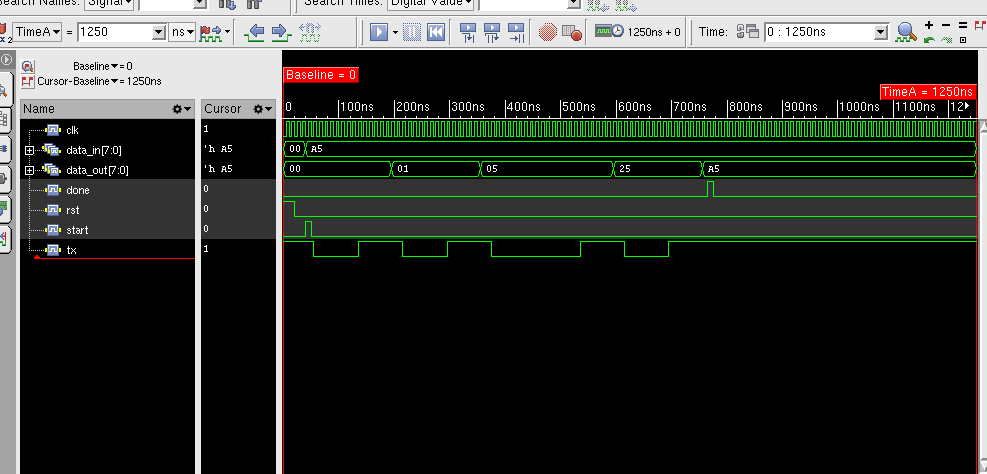 Search Names: Signal Search Times: Digital Value
x2 TimeA = 1250 ns 1250ns + 0 Time: 0 : 1250ns
Baseline = 0
Cursor-Baseline = 1250ns
Baseline = 0
TimeA = 1250ns
Name Cursor
0 100ns 200ns 300ns 400ns 500ns 600ns 700ns 800ns 900ns 1000ns 1100ns 12
clk 1
data_in[7:0] 'h A5 00 A5
data_out[7:0] 'h A5 00 01 05 25 A5
done 0
rst 0
start 0
tx 1